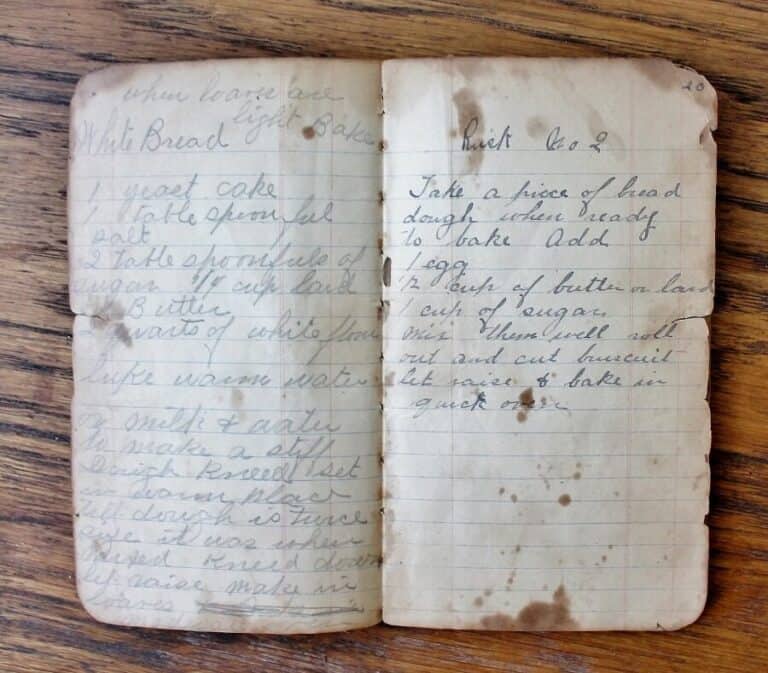 when loaves are
light Bake
White Bread
1 yeast cake
1 table spoonful
salt
2 table spoonfuls of
sugar 1/4 cup lard
Butter
quarts of white flour
luke warm water
or milk & water
to make a stiff
Dough Kneed set
in warm place
till dough is twice
size it was when
mixed Kneed down
let raise make in
loaves
20
Rusk No 2
Take a piece of bread
dough when ready
to bake Add
1 egg
1/2 cup of butter or lard
1 cup of sugar
mix them well roll
out and cut buiscuit
let raise & bake in
quick oven